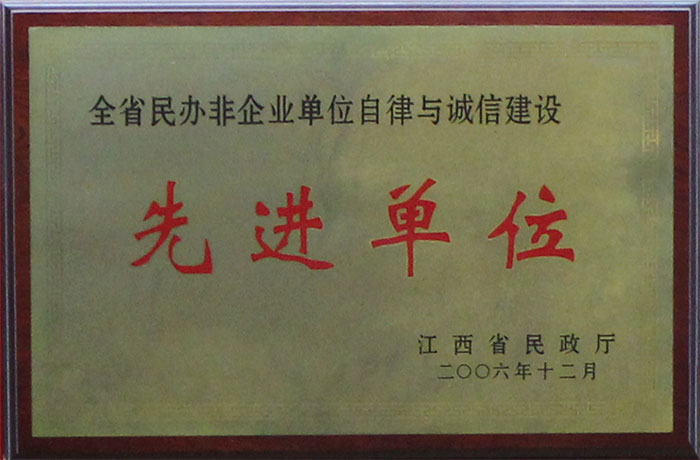 全省民办非企业单位自律与诚信建设
先进单位
江西省民政厅
二〇〇六年十二月